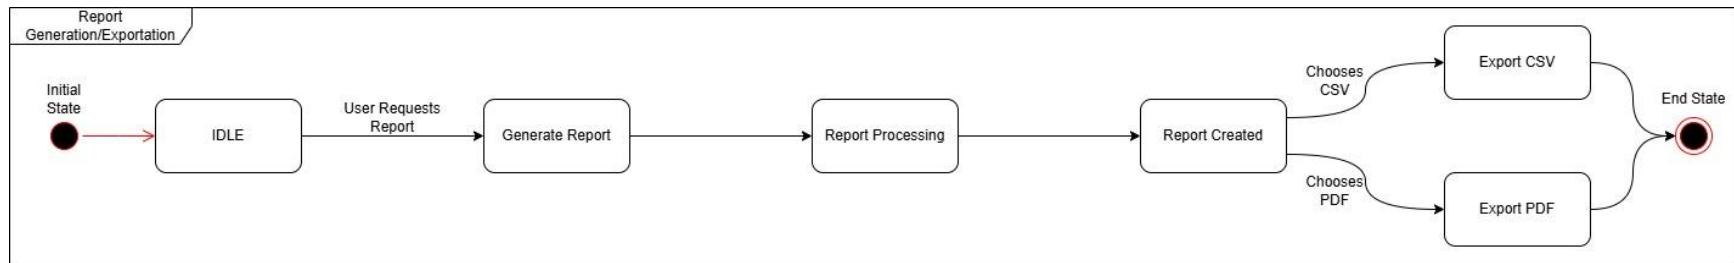 Report
Generation/Exportation
Initial
State
IDLE
User Requests
Report
Generate Report
Report Processing
Report Created
Chooses
CSV
Export CSV
Chooses
PDF
Export PDF
End State